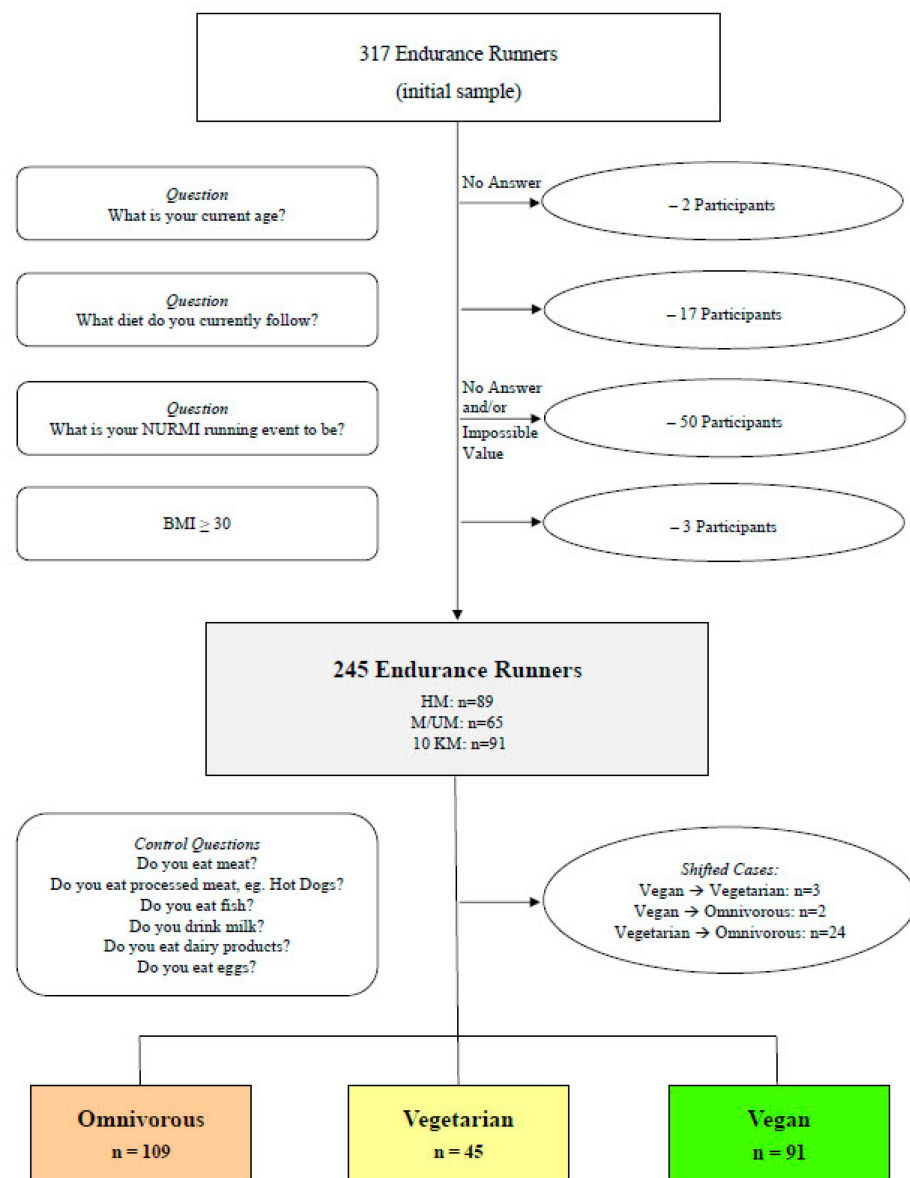 317 Endurance Runners
(initial sample)
Question
What is your current age?
No Answer
– 2 Participants
Question
What diet do you currently follow?
– 17 Participants
Question
What is your NURMI running event to be?
No Answer
and/or
Impossible
Value
– 50 Participants
BMI ≥ 30
– 3 Participants
245 Endurance Runners
HM: n=89
M/UM: n=65
10 KM: n=91
Control Questions
Do you eat meat?
Do you eat processed meat, eg. Hot Dogs?
Do you eat fish?
Do you drink milk?
Do you eat dairy products?
Do you eat eggs?
Shifted Cases:
Vegan → Vegetarian: n=3
Vegan → Omnivorous: n=2
Vegetarian → Omnivorous: n=24
Omnivorous
n = 109
Vegetarian
n = 45
Vegan
n = 91